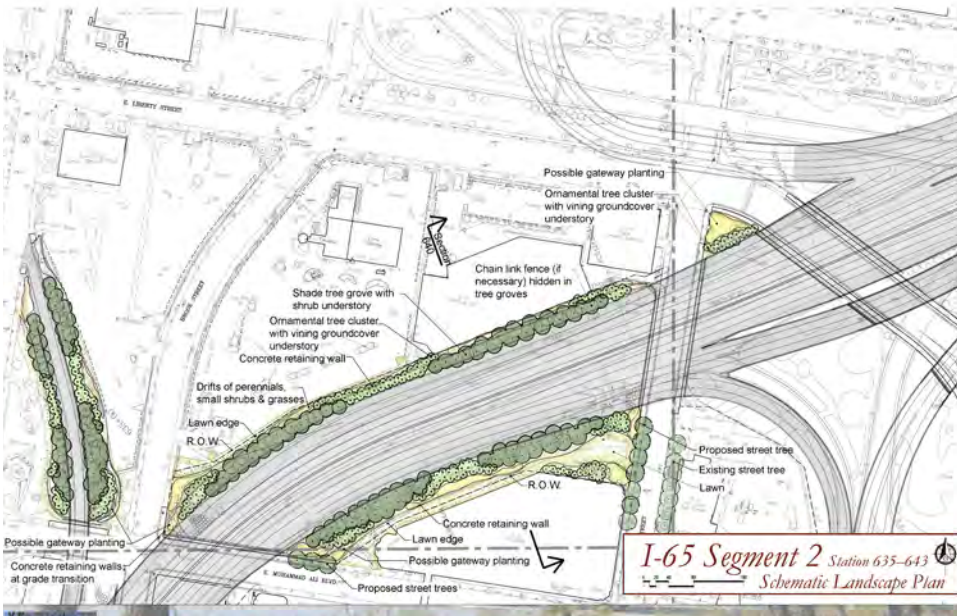 E. LIBERTY STREET
Possible gateway planting
Ornamental tree cluster
with vining groundcover
understory
Section
640
BROOK STREET
Chain link fence (if
necessary) hidden in
tree groves
Shade tree grove with
shrub understory
Ornamental tree cluster
with vining groundcover
understory
Concrete retaining wall
Drifts of perennials,
small shrubs & grasses
Lawn edge
R.O.W.
Proposed street tree
Existing street tree
Lawn
R.O.W.
Concrete retaining wall
Lawn edge
Possible gateway planting
Possible gateway planting
Concrete retaining walls
at grade transition
E. MUHAMMAD ALI BLVD.
Proposed street trees
STREET
I-65 Segment 2 Station 635-643
Schematic Landscape Plan